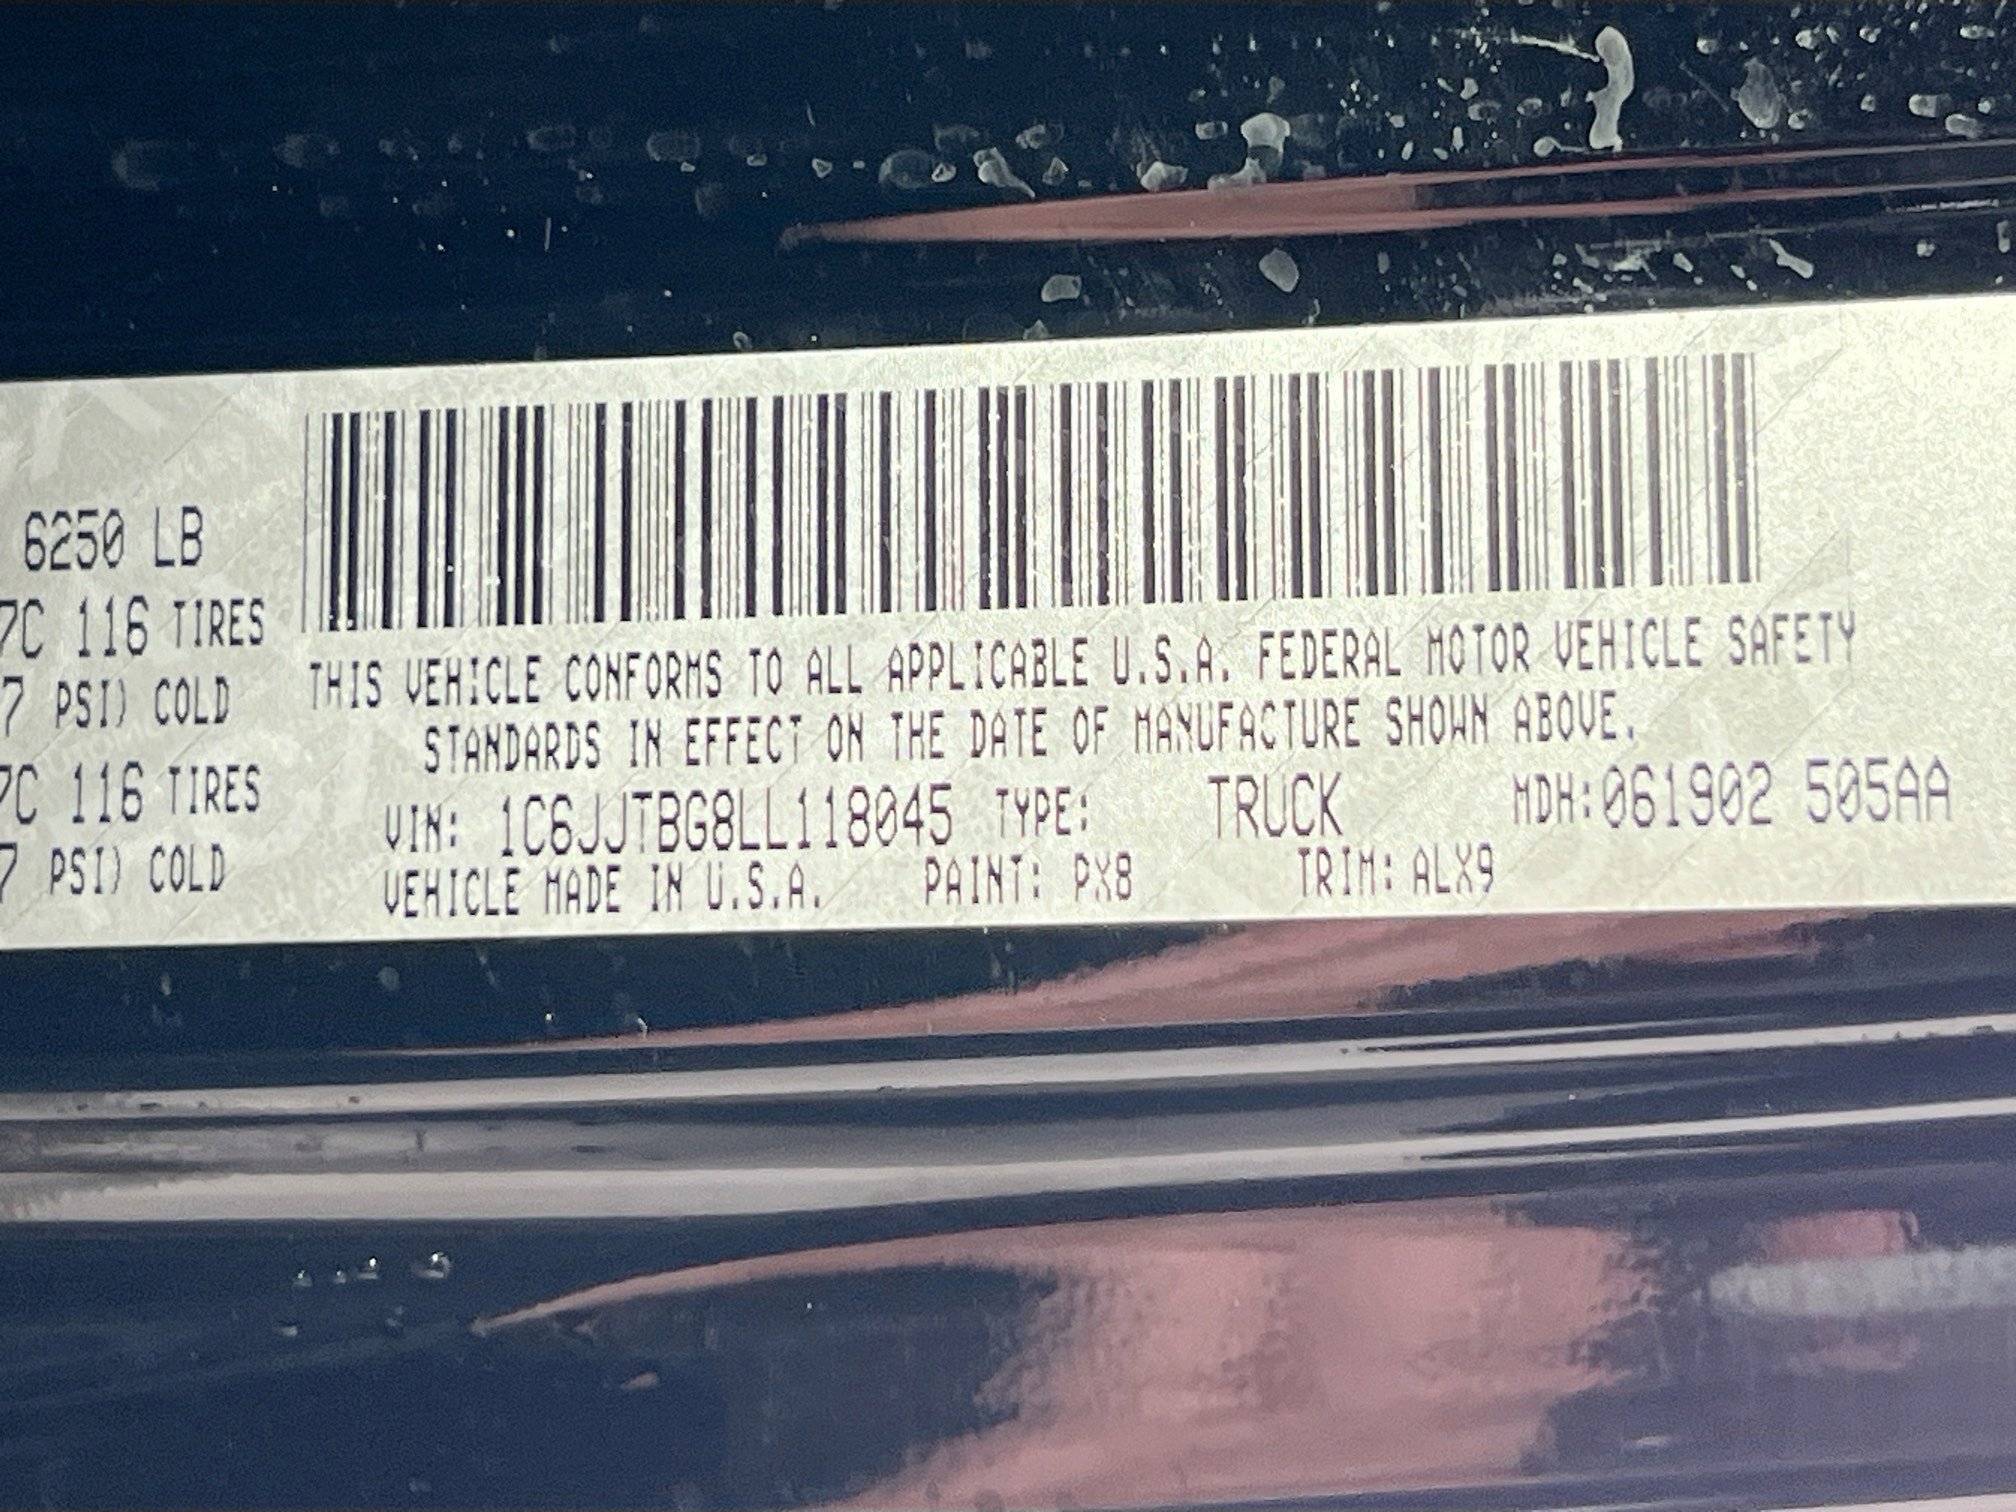 6250 LB
7C 116 TIRES
7 PSI) COLD
7C 116 TIRES
7 PSI) COLD
THIS VEHICLE CONFORMS TO ALL APPLICABLE U.S.A. FEDERAL MOTOR VEHICLE SAFETY
STANDARDS IN EFFECT ON THE DATE OF MANUFACTURE SHOWN ABOVE.
VIN: 1C6JJTBG8LL118045 TYPE: TRUCK MDH:061902 505AA
VEHICLE MADE IN U.S.A. PAINT: PX8 TRIM: ALX9